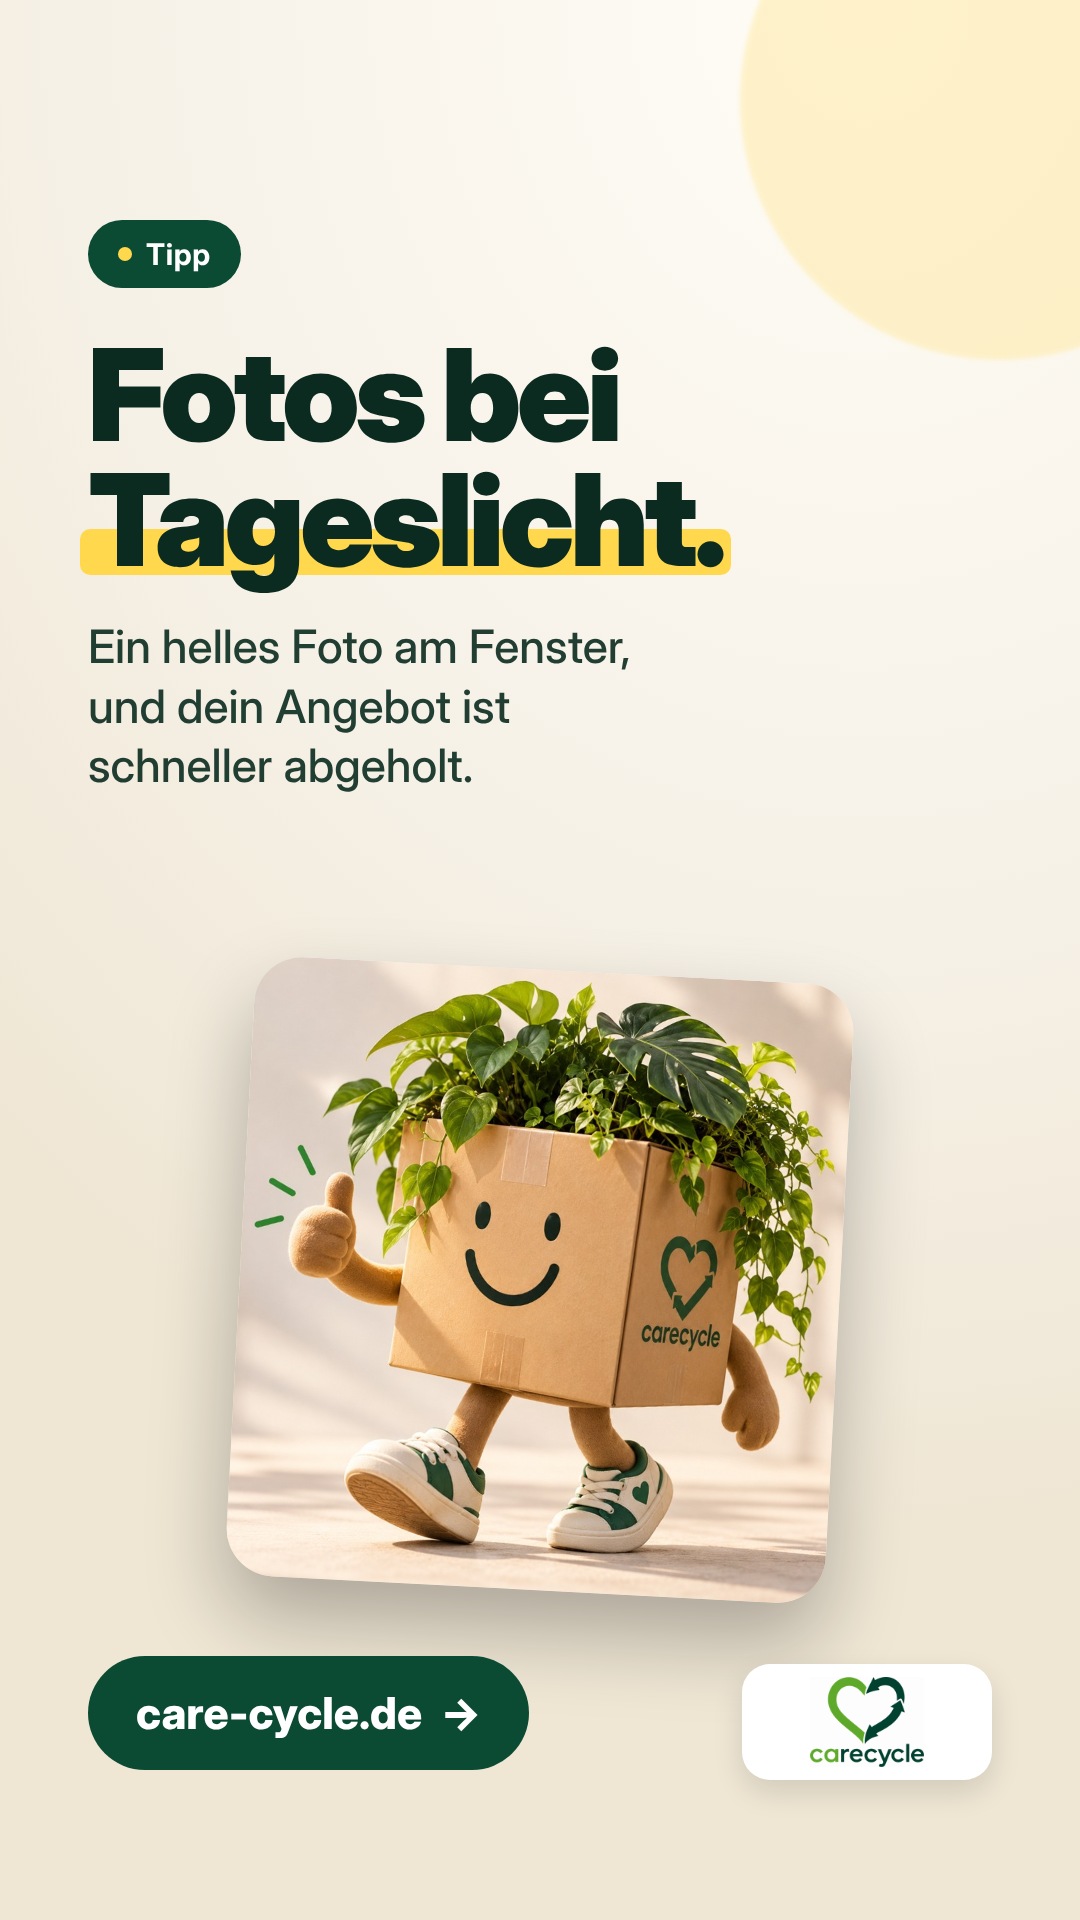 Tipp
Fotos bei
Tageslicht.
Ein helles Foto am Fenster,
und dein Angebot ist
schneller abgeholt.
carecycle
care-cycle.de →
carecycle